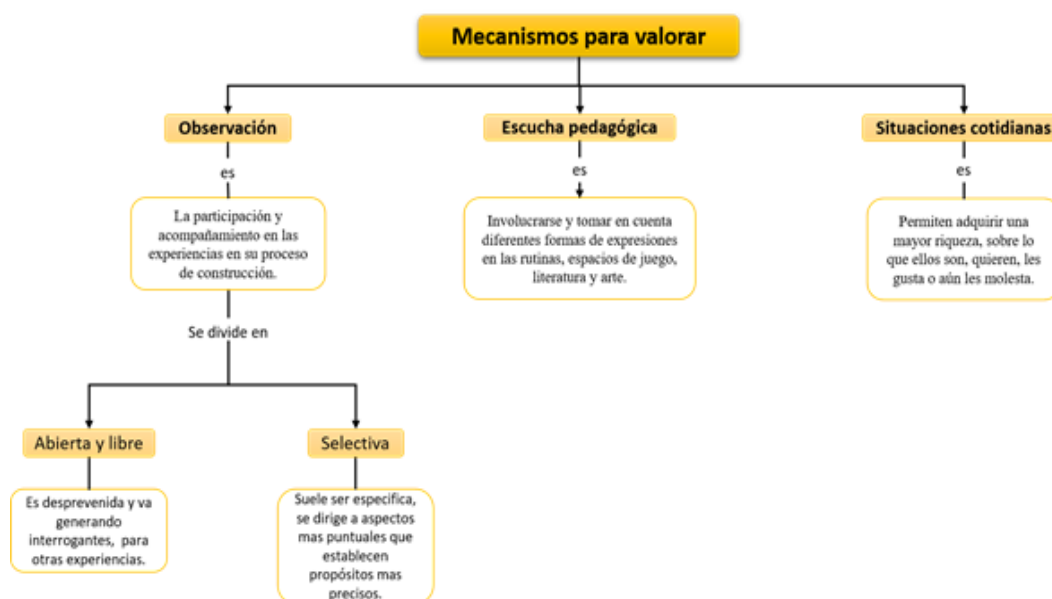 Mecanismos para valorar
Observación
Escucha pedagógica
Situaciones cotidianas
es
es
es
La participación y
acompañamiento en las
experiencias en su proceso
de construcción.
Involucrarse y tomar en cuenta
diferentes formas de expresiones
en las rutinas, espacios de juego,
literatura y arte.
Permiten adquirir una
mayor riqueza, sobre lo
que ellos son, quieren, les
gusta o aún les molesta.
Se divide en
Abierta y libre
Selectiva
Es desprevenida y va
generando
interrogantes, para
otras experiencias.
Suele ser especifica,
se dirige a aspectos
mas puntuales que
establecen
propósitos mas
precisos.